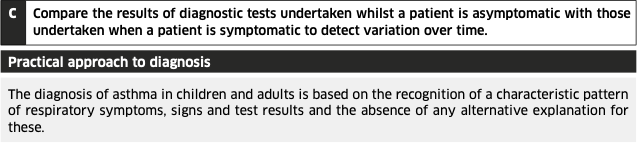 C Compare the results of diagnostic tests undertaken whilst a patient is asymptomatic with those
undertaken when a patient is symptomatic to detect variation over time.
Practical approach to diagnosis
The diagnosis of asthma in children and adults is based on the recognition of a characteristic pattern
of respiratory symptoms, signs and test results and the absence of any alternative explanation for
these.